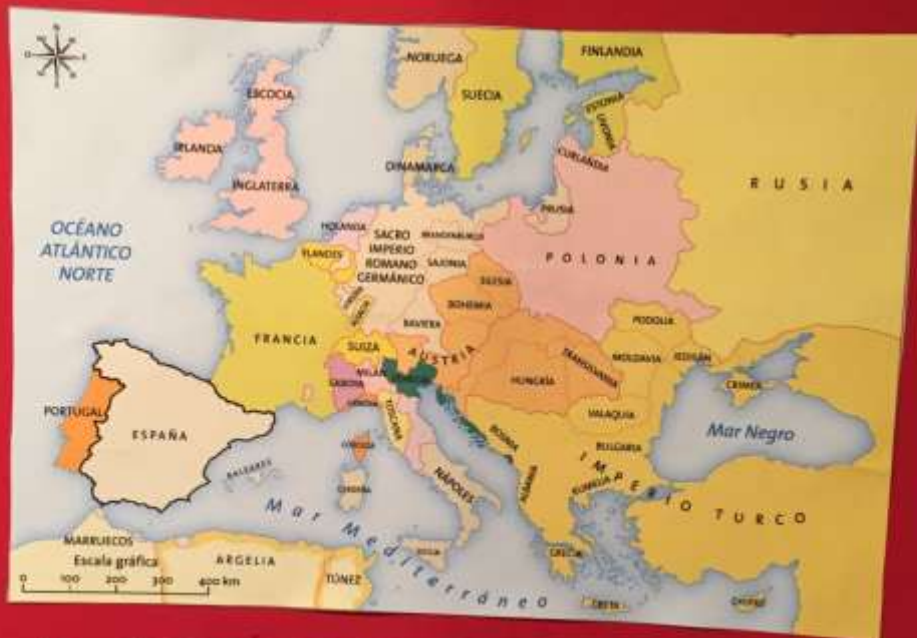 NORUEGA
FINLANDIA
SUECIA
ESCOCIA
ESTONIA
LIVONIA
IRLANDA
DINAMARCA
CURLANDIA
RUSIA
INGLATERRA
PRUSIA
OCÉANO
ATLÁNTICO
NORTE
HOLANDA
SACRO
IMPERIO
ROMANO
GERMÁNICO
BRANDENBURGO
SAJONIA
POLONIA
FLANDES
SILESIA
BOHEMIA
BAVIERA
PODOLIA
FRANCIA
SUIZA
AUSTRIA
MOLDAVIA
JEDISÁN
TRANSILVANIA
HUNGRÍA
MILÁN
SABOYA
CRIMEA
PORTUGAL
ESPAÑA
TOSCANA
VALAQUIA
Mar Negro
BOSNIA
BULGARIA
CÓRCEGA
BALEARES
CERDEÑA
NÁPOLES
ALBANIA
RUMELIA
IMPERIO TURCO
Mar Mediterráneo
MARRUECOS
Escala gráfica
0 100 200 400 km
ARGELIA
TÚNEZ
SICILIA
GRECIA
CRETA
CHIPRE